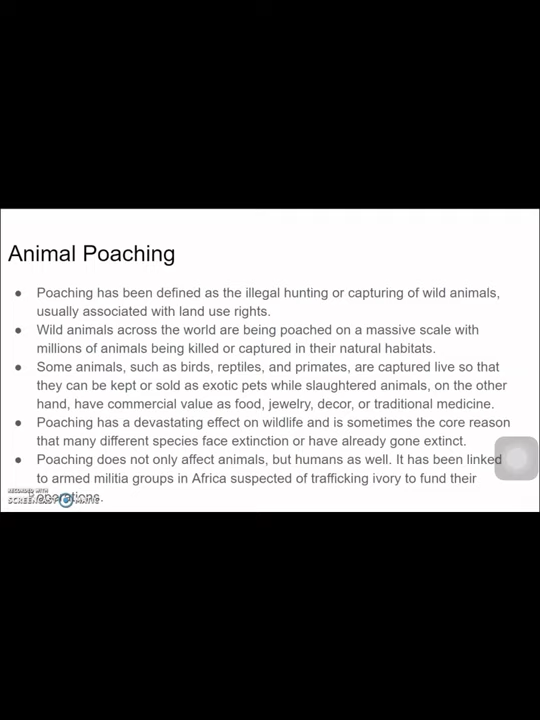 Animal Poaching
● Poaching has been defined as the illegal hunting or capturing of wild animals,
usually associated with land use rights.
● Wild animals across the world are being poached on a massive scale with
millions of animals being killed or captured in their natural habitats.
● Some animals, such as birds, reptiles, and primates, are captured live so that
they can be kept or sold as exotic pets while slaughtered animals, on the other
hand, have commercial value as food, jewelry, decor, or traditional medicine.
● Poaching has a devastating effect on wildlife and is sometimes the core reason
that many different species face extinction or have already gone extinct.
● Poaching does not only affect animals, but humans as well. It has been linked
to armed militia groups in Africa suspected of trafficking ivory to fund their
operations.
RECORDED WITH
SCREENCAST MATIC